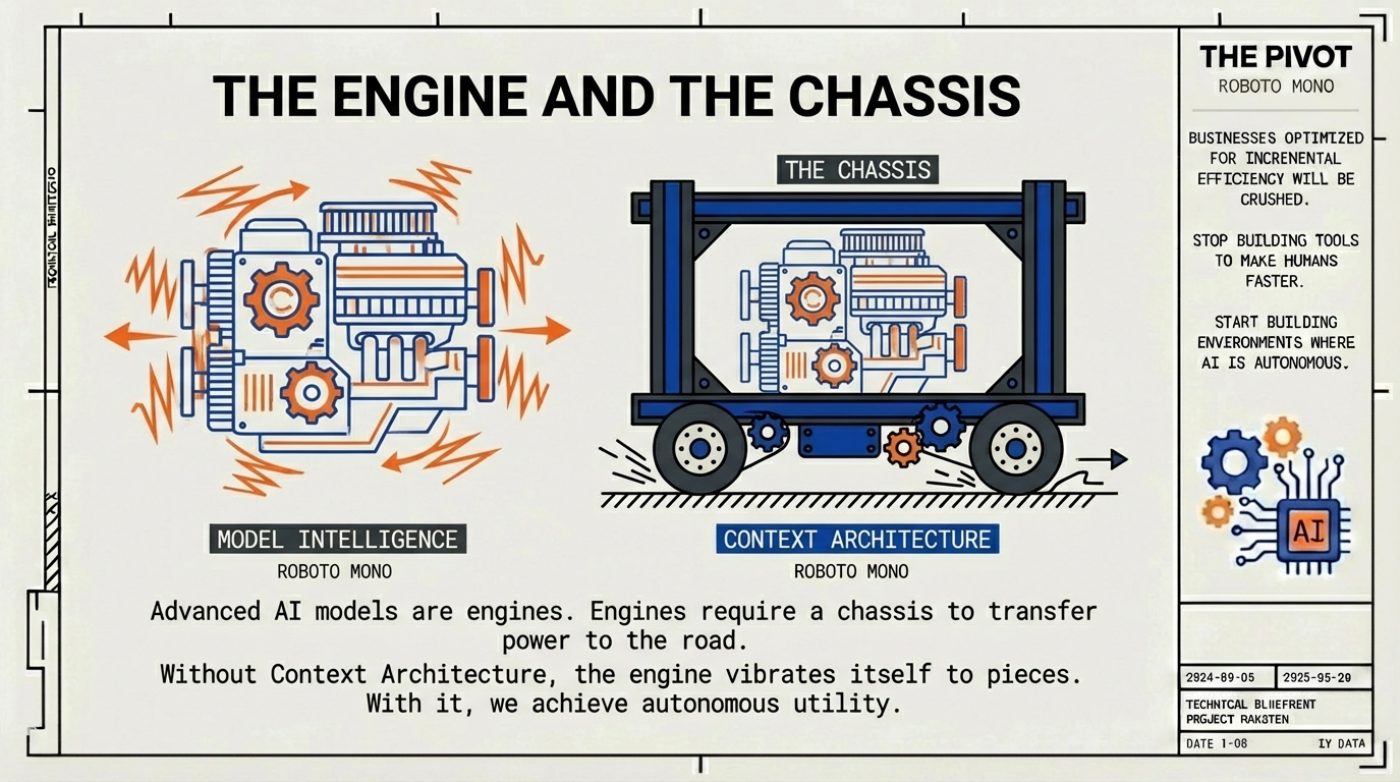 THE ENGINE AND THE CHASSIS
THE CHASSIS
MODEL INTELLIGENCE
ROBOTO MONO
CONTEXT ARCHITECTURE
ROBOTO MONO
Advanced AI models are engines. Engines require a chassis to transfer
power to the road.
Without Context Architecture, the engine vibrates itself to pieces.
With it, we achieve autonomous utility.
THE PIVOT
ROBOTO MONO
BUSINESSES OPTIMIZED
FOR INCRENENTAL
EFFICIENCY WILL BE
CRUSHED.
STOP BUILDING TOOLS
TO MAKE HUMANS
FASTER.
START BUILDING
ENVIRONMENTS WHERE
AI IS AUTONOMOUS.
AI
2924-89-05
2925-95-29
TECHNTCAL
PRGJECT RAKSTEN
DATE 1-08
IY DATA